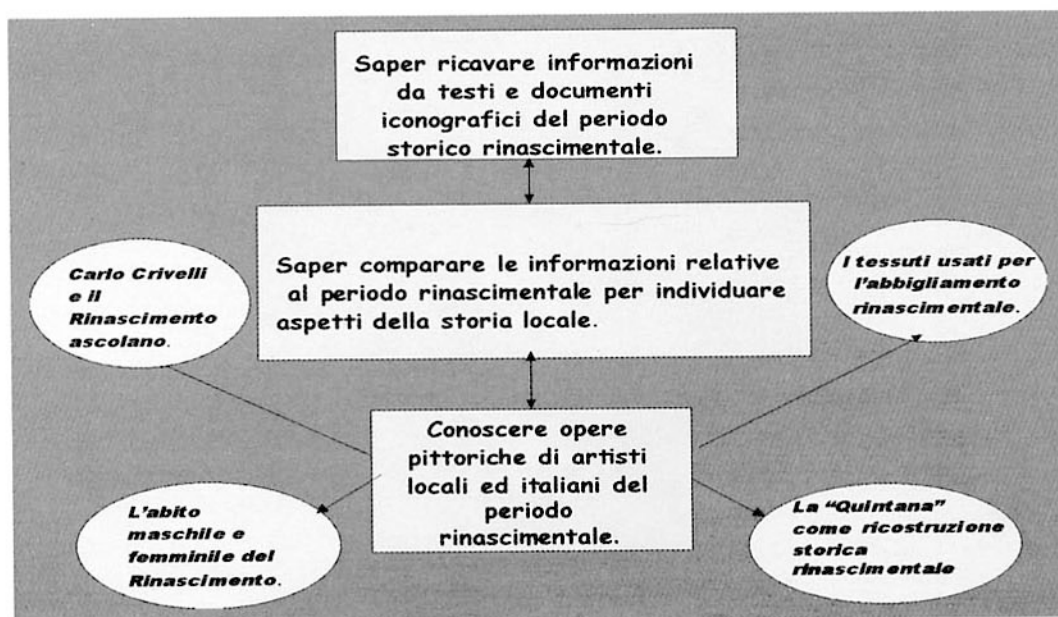 Saper ricavare informazioni
da testi e documenti
iconografici del periodo
storico rinascimentale.
Saper comparare le informazioni relative
al periodo rinascimentale per individuare
aspetti della storia locale.
Carlo Crivelli
e il
Rinascimento
ascolano.
I tessuti usati per
l'abbigliamento
rinascimentale.
Conoscere opere
pittoriche di artisti
locali ed italiani del
periodo
rinascimentale.
L'abito
maschile e
femminile del
Rinascimento.
La “Quintana”
come ricostruzione
storica
rinascimentale